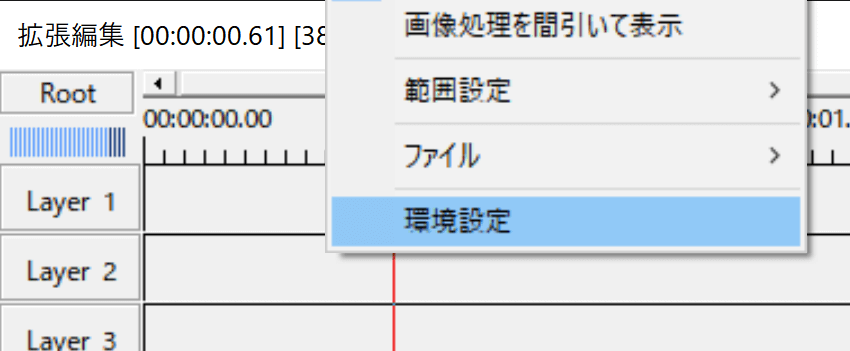 拡張編集 [00:00:00.61] [38
画像処理を間引いて表示
Root
範囲設定
00:00:00.00
:01.
ファイル
Layer 1
環境設定
Layer 2
Layer 3